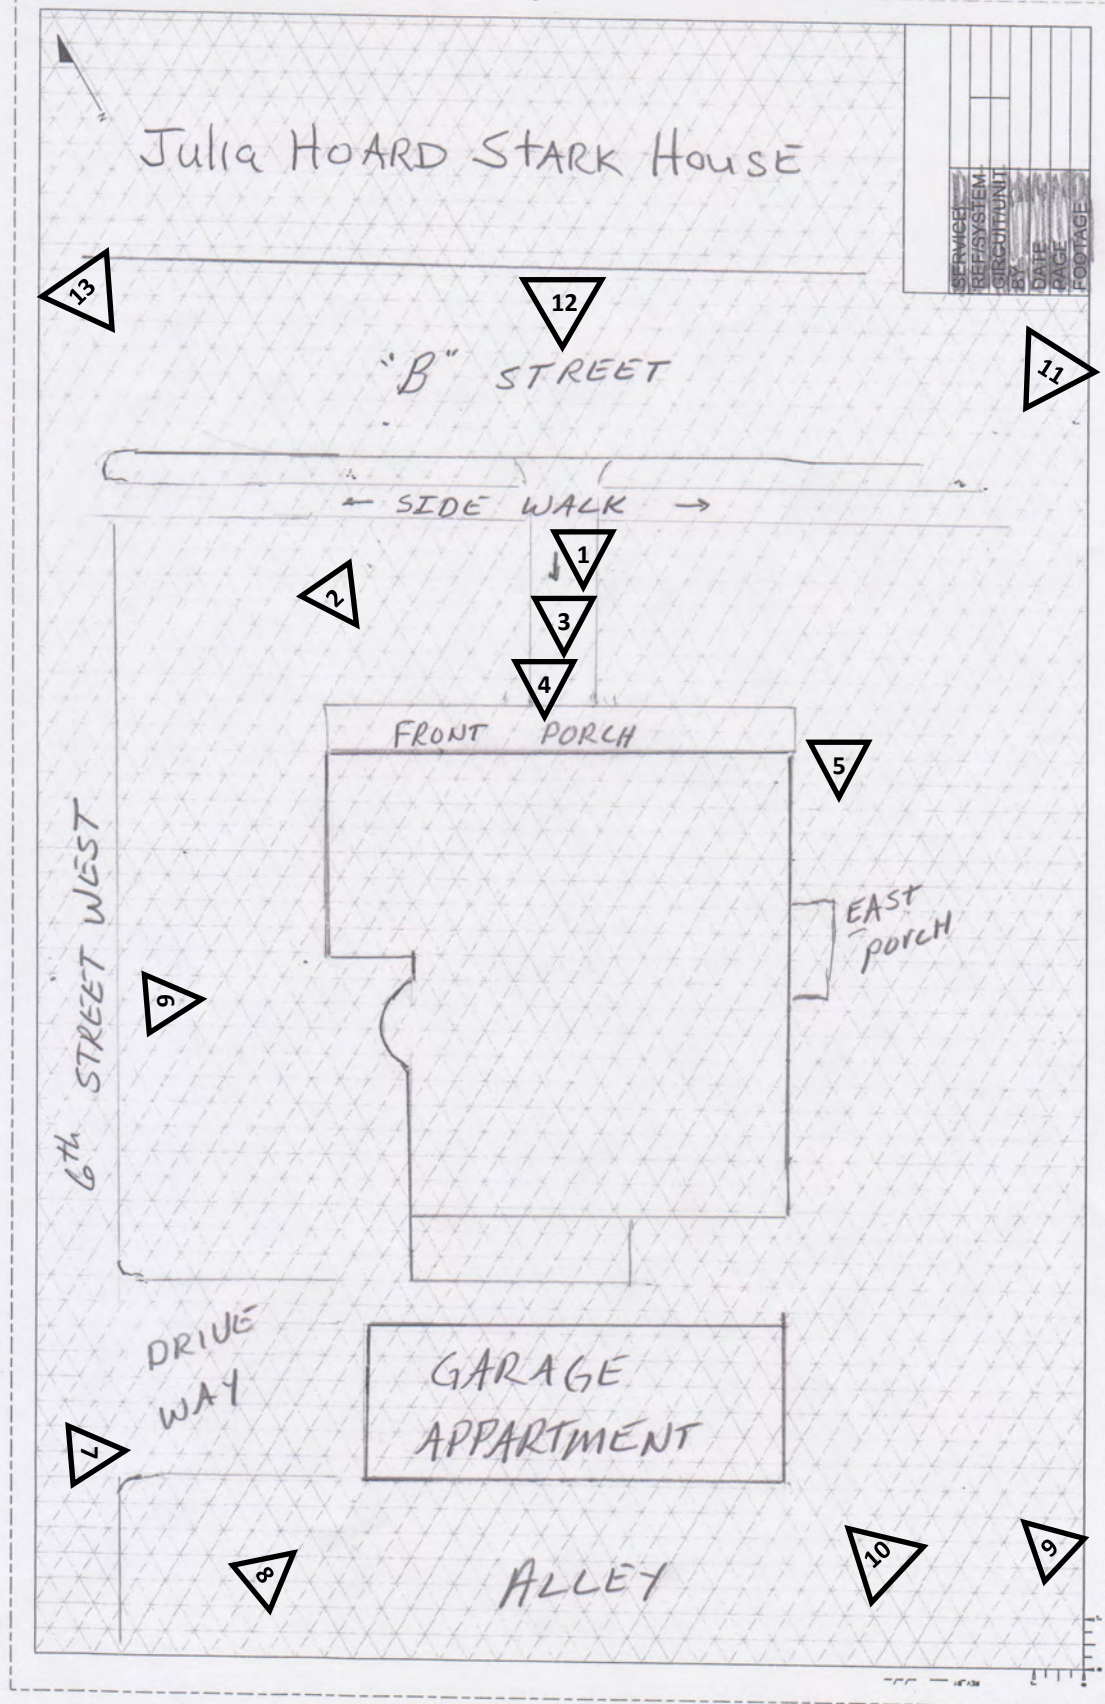 Julia HOARD STARK HOUSE
SERVICE
REF/SYSTEM
CIRCUIT/UNIT
BY
DATE
PAGE
FOOTAGE
N
13
12
11
"B" STREET
← SIDE WALK →
1
2
3
4
FRONT PORCH
5
EAST PORCH
6th STREET WEST
6
DRIVE
WAY
GARAGE
APPARTMENT
7
8
ALLEY
10
9